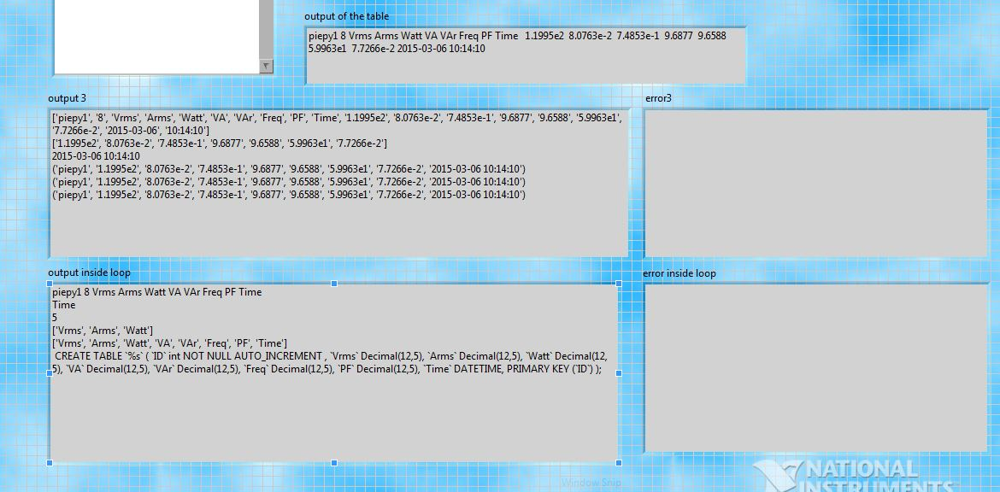 output of the table
piepy1 8 Vrms Arms Watt VA VAr Freq PF Time 1.1995e2 8.0763e-2 7.4853e-1 9.6877 9.6588
5.9963e1 7.7266e-2 2015-03-06 10:14:10
output 3
error3
['piepy1', '8', 'Vrms', 'Arms', 'Watt', 'VA', 'VAr', 'Freq', 'PF', 'Time', '1.1995e2', '8.0763e-2', '7.4853e-1', '9.6877', '9.6588', '5.9963e1',
'7.7266e-2', '2015-03-06', '10:14:10']
['1.1995e2', '8.0763e-2', '7.4853e-1', '9.6877', '9.6588', '5.9963e1', '7.7266e-2']
2015-03-06 10:14:10
('piepy1', '1.1995e2', '8.0763e-2', '7.4853e-1', '9.6877', '9.6588', '5.9963e1', '7.7266e-2', '2015-03-06 10:14:10')
('piepy1', '1.1995e2', '8.0763e-2', '7.4853e-1', '9.6877', '9.6588', '5.9963e1', '7.7266e-2', '2015-03-06 10:14:10')
('piepy1', '1.1995e2', '8.0763e-2', '7.4853e-1', '9.6877', '9.6588', '5.9963e1', '7.7266e-2', '2015-03-06 10:14:10')
output inside loop
error inside loop
piepy1 8 Vrms Arms Watt VA VAr Freq PF Time
Time
5
['Vrms', 'Arms', 'Watt']
['Vrms', 'Arms', 'Watt', 'VA', 'VAr', 'Freq', 'PF', 'Time']
CREATE TABLE `%s` ( `ID` int NOT NULL AUTO_INCREMENT , `Vrms` Decimal(12,5), `Arms` Decimal(12,5), `Watt` Decimal(12,
5), `VA` Decimal(12,5), `VAr` Decimal(12,5), `Freq` Decimal(12,5), `PF` Decimal(12,5), `Time` DATETIME, PRIMARY KEY (`ID`) );
Window Snip
NATIONAL
INSTRUMENTS